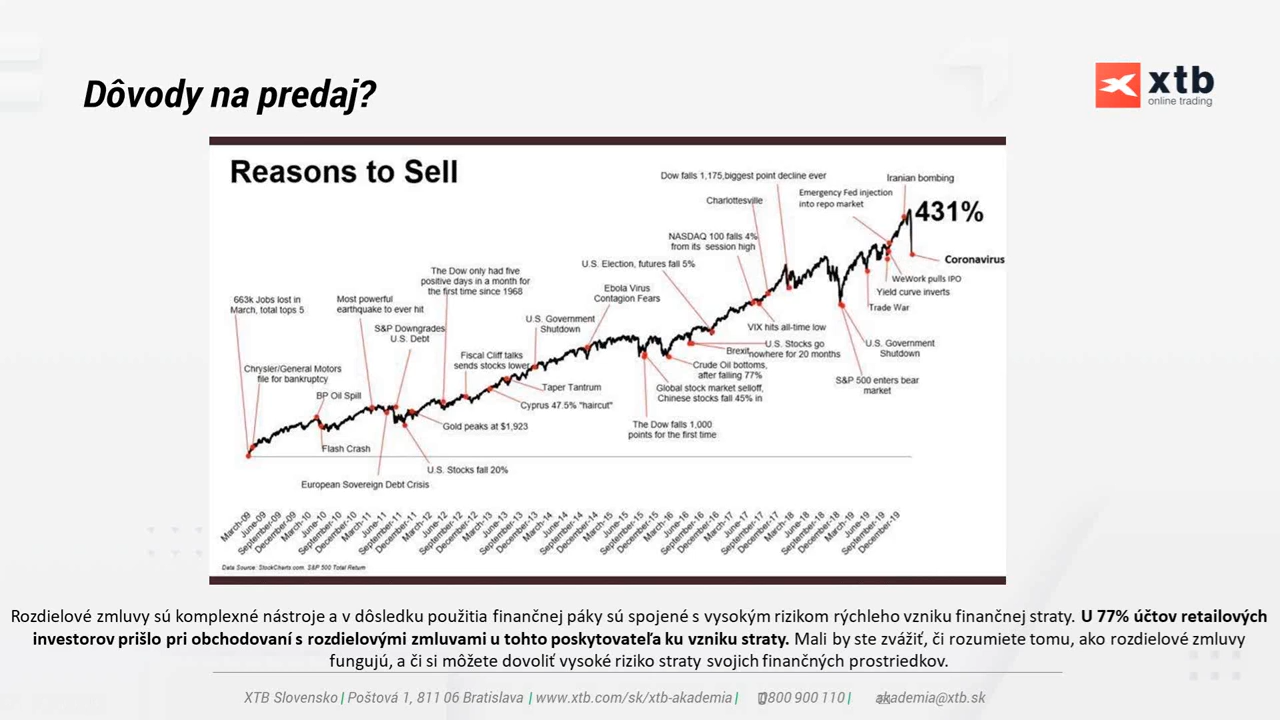 Dôvody na predaj?
xtb
online trading
Reasons to Sell
Dow falls 1,175,biggest point decline ever
Iranian bombing
Emergency Fed injection
into repo market
Charlottesville
431%
NASDAQ 100 falls 4%
from its session high
Coronavirus
U.S. Election, futures fall 5%
The Dow only had five
positive days in a month for
the first time since 1968
WeWork pulls IPO
Ebola Virus
Contagion Fears
Yield curve inverts
663k Jobs lost in
March, total tops 5
Most powerful
earthquake to ever hit
Trade War
U.S. Government
Shutdown
S&P Downgrades
U.S. Debt
VIX hits all-time low
U.S. Stocks go
nowhere for 20 months
Brexit
U.S. Government
Shutdown
Fiscal Cliff talks
sends stocks lower
Crude Oil bottoms,
after falling 77%
Chrysler/General Motors
file for bankruptcy
S&P 500 enters bear
market
Taper Tantrum
Global stock market selloff,
Chinese stocks fall 45% in
BP Oil Spill
Cyprus 47.5% "haircut"
Gold peaks at $1,923
The Dow falls 1,000
points for the first time
Flash Crash
U.S. Stocks fall 20%
European Sovereign Debt Crisis
March-09
June-09
September-09
December-09
March-10
June-10
September-10
December-10
March-11
June-11
September-11
December-11
March-12
June-12
September-12
December-12
March-13
June-13
September-13
December-13
March-14
June-14
September-14
December-14
March-15
June-15
September-15
December-15
March-16
June-16
September-16
December-16
March-17
June-17
September-17
December-17
March-18
June-18
September-18
December-18
March-19
June-19
September-19
December-19
Data Source: StockCharts.com. S&P 500 Total Return
Rozdielové zmluvy sú komplexné nástroje a v dôsledku použitia finančnej páky sú spojené s vysokým rizikom rýchleho vzniku finančnej straty. U 77% účtov retailových
investorov prišlo pri obchodovaní s rozdielovými zmluvami u tohto poskytovateľa ku vzniku straty. Mali by ste zvážiť, či rozumiete tomu, ako rozdielové zmluvy
fungujú, a či si môžete dovoliť vysoké riziko straty svojich finančných prostriedkov.
XTB Slovensko | Poštová 1, 811 06 Bratislava | www.xtb.com/sk/xtb-akademia | 0800 900 110 | akademia@xtb.sk